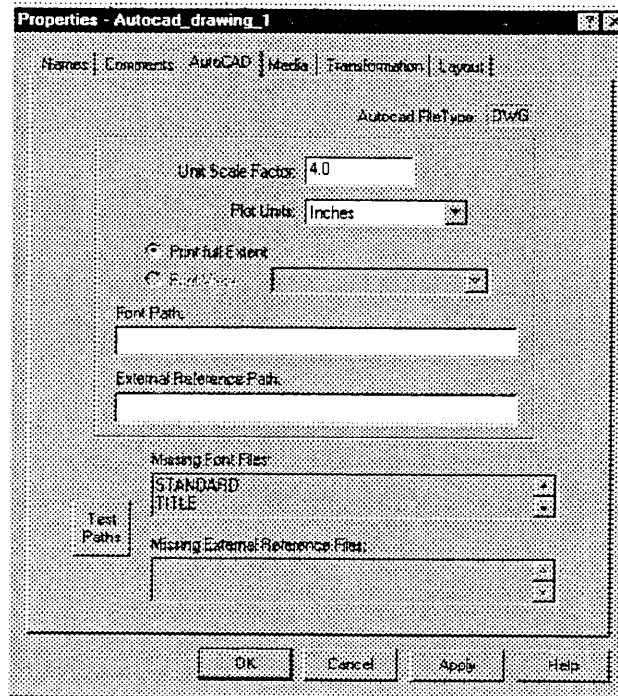 Properties - Autocad_drawing_1
Names Comments AutoCAD Media Transformation Layout
Autocad FileType: DWG
Unit Scale Factor: 4.0
Plot Units: Inches
Print full Extent
Print View
Font Path:
External Reference Path:
Missing Font Files:
STANDARD
TITLE
Test
Paths
Missing External Reference Files:
OK Cancel Apply Help